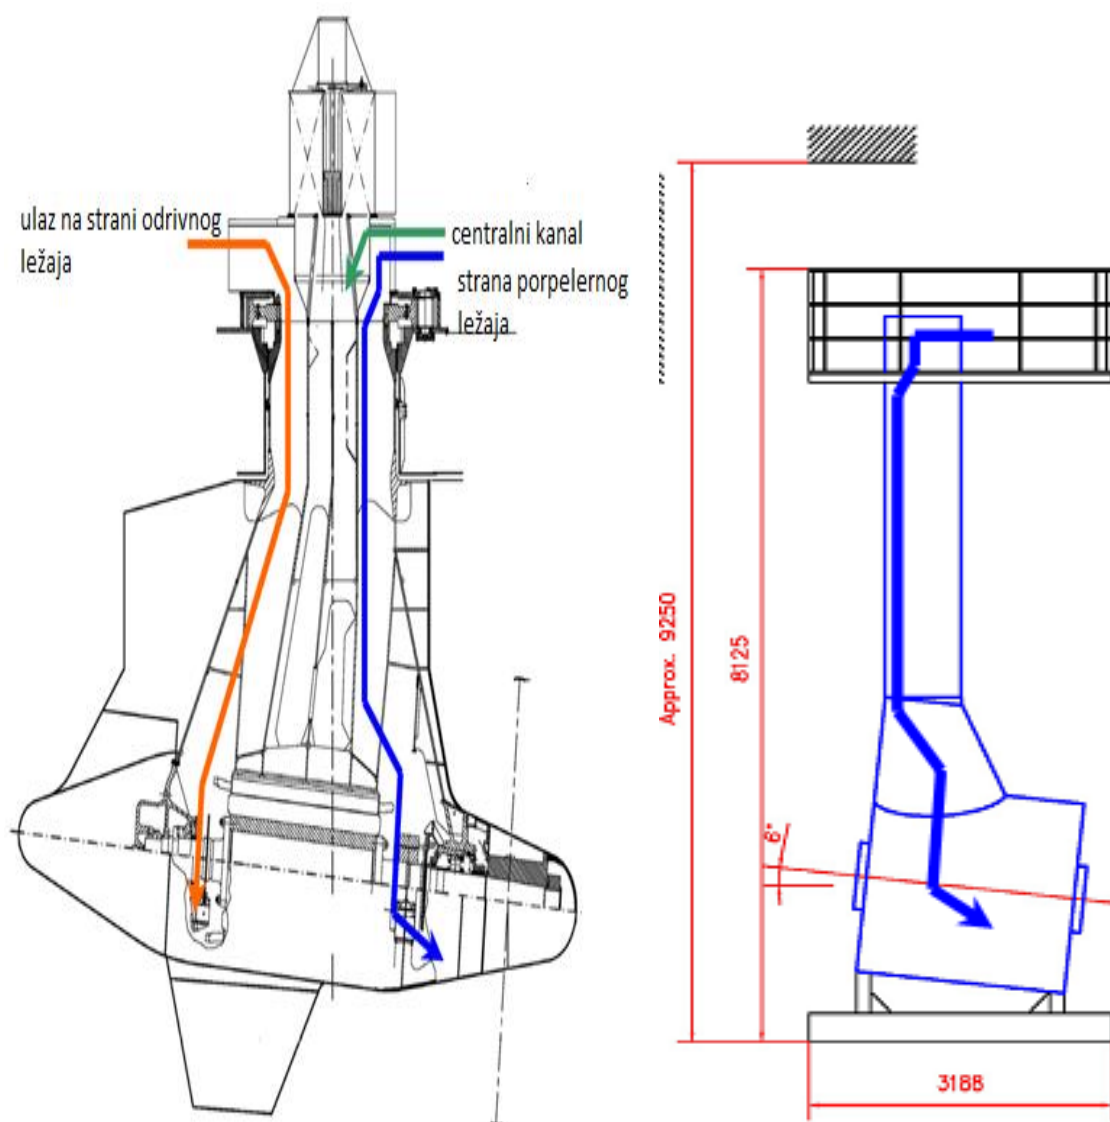 ulaz na strani odrivnog
ležaja
centralni kanal
strana porpelernog
ležaja
Approx. 9250
8125
6°
3188